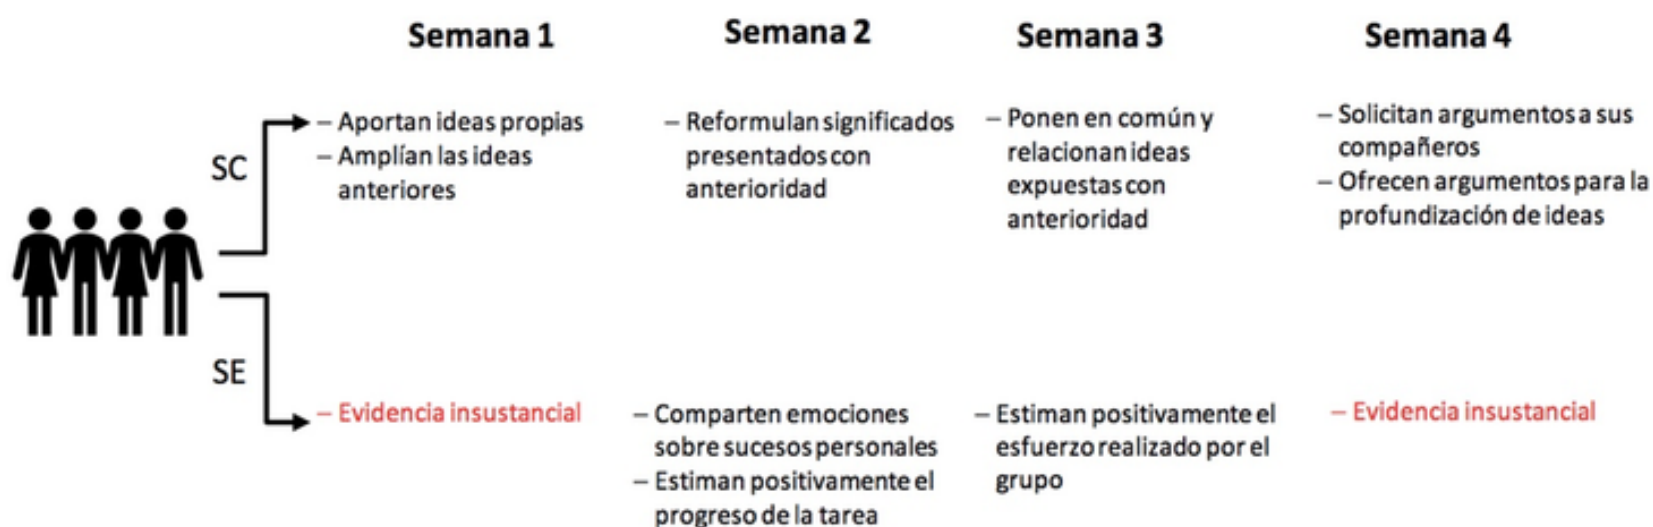 Semana 1
Semana 2
Semana 3
Semana 4
SC
– Aportan ideas propias
– Amplían las ideas
anteriores
– Reformulan significados
presentados con
anterioridad
– Ponen en común y
relacionan ideas
expuestas con
anterioridad
– Solicitan argumentos a sus
compañeros
– Ofrecen argumentos para la
profundización de ideas
SE
– Evidencia insustancial
– Comparten emociones
sobre sucesos personales
– Estiman positivamente el
progreso de la tarea
– Estiman positivamente el
esfuerzo realizado por el
grupo
– Evidencia insustancial